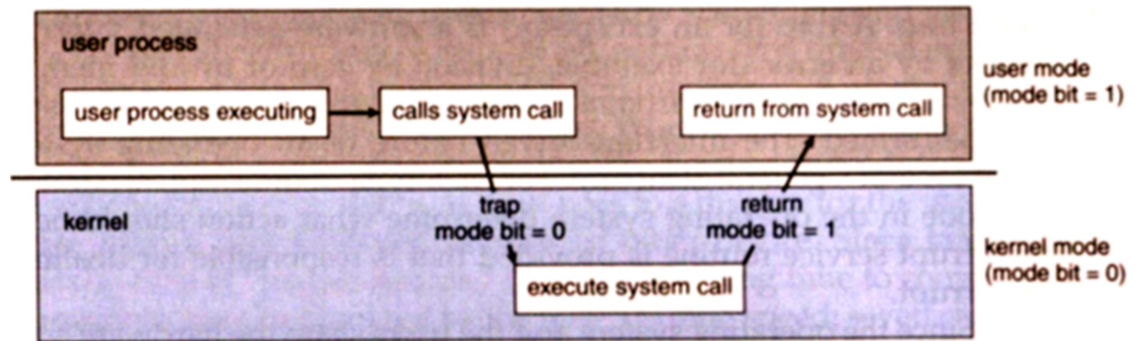 user process
user process executing
calls system call
return from system call
user mode
(mode bit = 1)
kernel
trap
mode bit = 0
return
mode bit = 1
execute system call
kernel mode
(mode bit = 0)